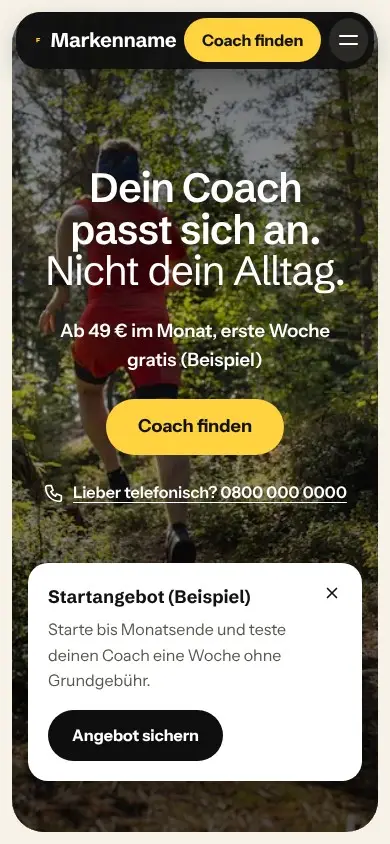 Markenname
Coach finden
Dein Coach
passt sich an.
Nicht dein Alltag.
Ab 49 € im Monat, erste Woche
gratis (Beispiel)
Coach finden
Lieber telefonisch? 0800 000 0000
Startangebot (Beispiel)
Starte bis Monatsende und teste
deinen Coach eine Woche ohne
Grundgebühr.
Angebot sichern